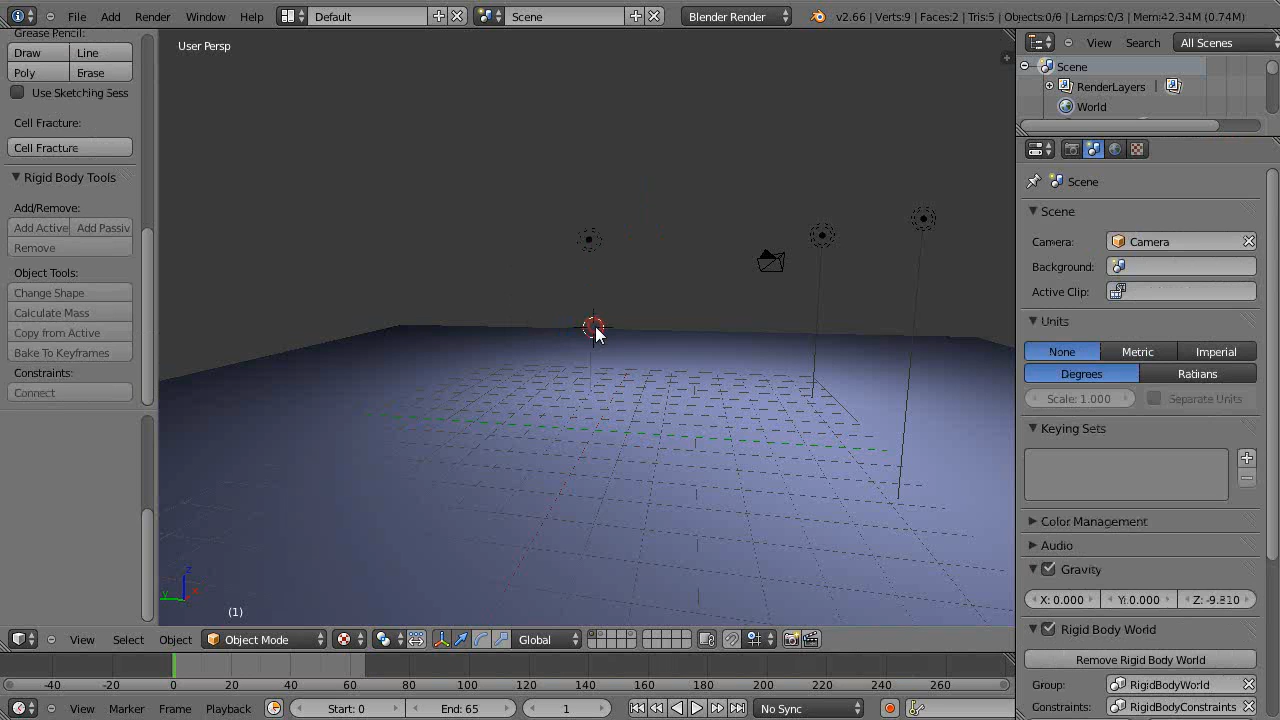 File Add Render Window Help Default Scene Blender Render v2.66 | Verts:9 | Faces:2 | Tris:5 | Objects:0/6 | Lamps:0/3 | Mem:42.34M (0.74M)
Grease Pencil:
Draw Line
Poly Erase
Use Sketching Sess
Cell Fracture:
Cell Fracture
Rigid Body Tools
Add/Remove:
Add Active Add Passiv
Remove
Object Tools:
Change Shape
Calculate Mass
Copy from Active
Bake To Keyframes
Constraints:
Connect
User Persp
z
y x
(1)
View Select Object Object Mode Global
-40 -20 0 20 40 60 80 100 120 140 160 180 200 220 240 260
View Marker Frame Playback Start: 0 End: 65 1 No Sync
View Search All Scenes
Scene
RenderLayers |
World
Scene
Scene
Camera: Camera
Background:
Active Clip:
Units
None Metric Imperial
Degrees Radians
Scale: 1.000 Separate Units
Keying Sets
Color Management
Audio
Gravity
X: 0.000 Y: 0.000 Z: -9.810
Rigid Body World
Remove Rigid Body World
Group: RigidBodyWorld
Constraints: RigidBodyConstraints